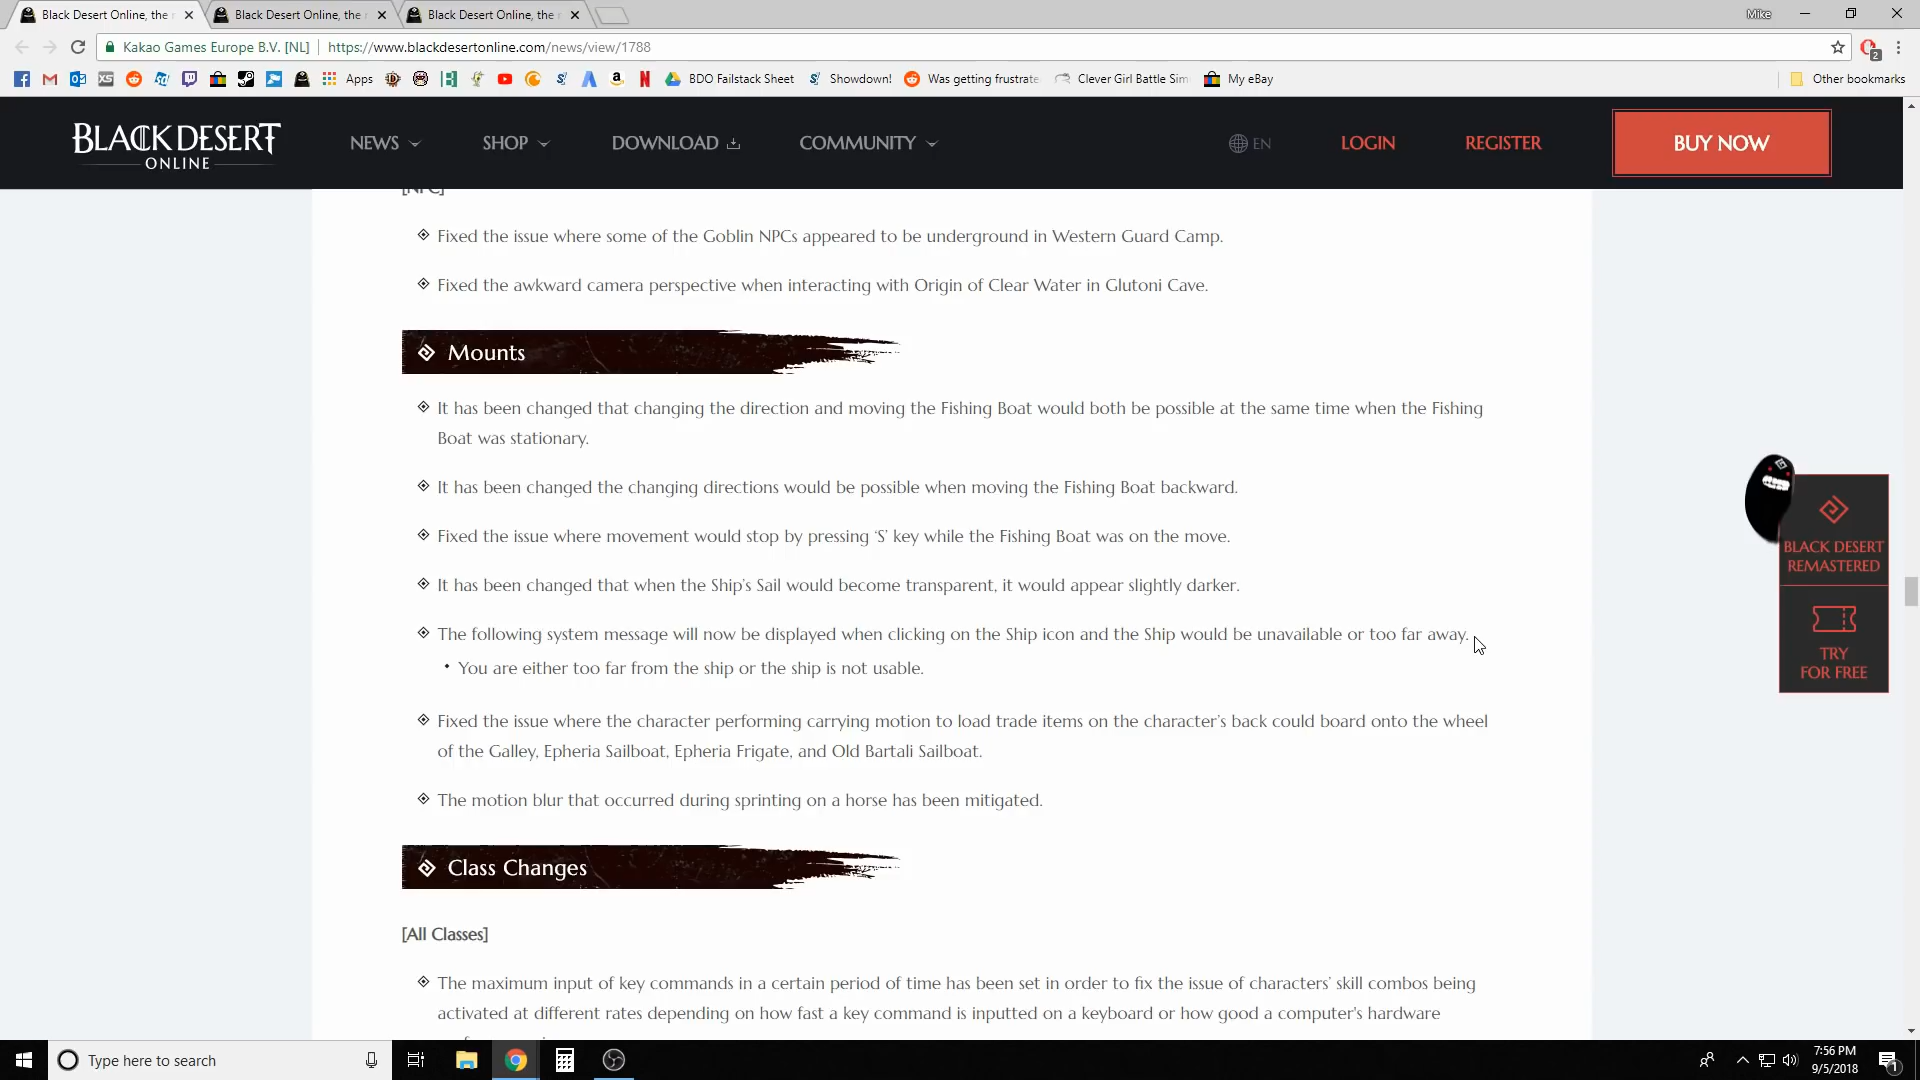 Black Desert Online, the
Black Desert Online, the
Black Desert Online, the
Mike
Kakao Games Europe B.V. [NL]
https://www.blackdesertonline.com/news/view/1788
2
Apps
BDO Failstack Sheet
Showdown!
Was getting frustrate
Clever Girl Battle Sim
My eBay
Other bookmarks
BLACK DESERT
ONLINE
NEWS
SHOP
DOWNLOAD
COMMUNITY
EN
LOGIN
REGISTER
BUY NOW
[NPC]
Fixed the issue where some of the Goblin NPCs appeared to be underground in Western Guard Camp.
Fixed the awkward camera perspective when interacting with Origin of Clear Water in Glutoni Cave.
Mounts
It has been changed that changing the direction and moving the Fishing Boat would both be possible at the same time when the Fishing
Boat was stationary.
It has been changed the changing directions would be possible when moving the Fishing Boat backward.
Fixed the issue where movement would stop by pressing ‘S’ key while the Fishing Boat was on the move.
It has been changed that when the Ship’s Sail would become transparent, it would appear slightly darker.
The following system message will now be displayed when clicking on the Ship icon and the Ship would be unavailable or too far away.
You are either too far from the ship or the ship is not usable.
Fixed the issue where the character performing carrying motion to load trade items on the character’s back could board onto the wheel
of the Galley, Epheria Sailboat, Epheria Frigate, and Old Bartali Sailboat.
The motion blur that occurred during sprinting on a horse has been mitigated.
Class Changes
[All Classes]
The maximum input of key commands in a certain period of time has been set in order to fix the issue of characters’ skill combos being
activated at different rates depending on how fast a key command is inputted on a keyboard or how good a computer's hardware
BLACK DESERT
REMASTERED
TRY
FOR FREE
Type here to search
7:56 PM
9/5/2018
1